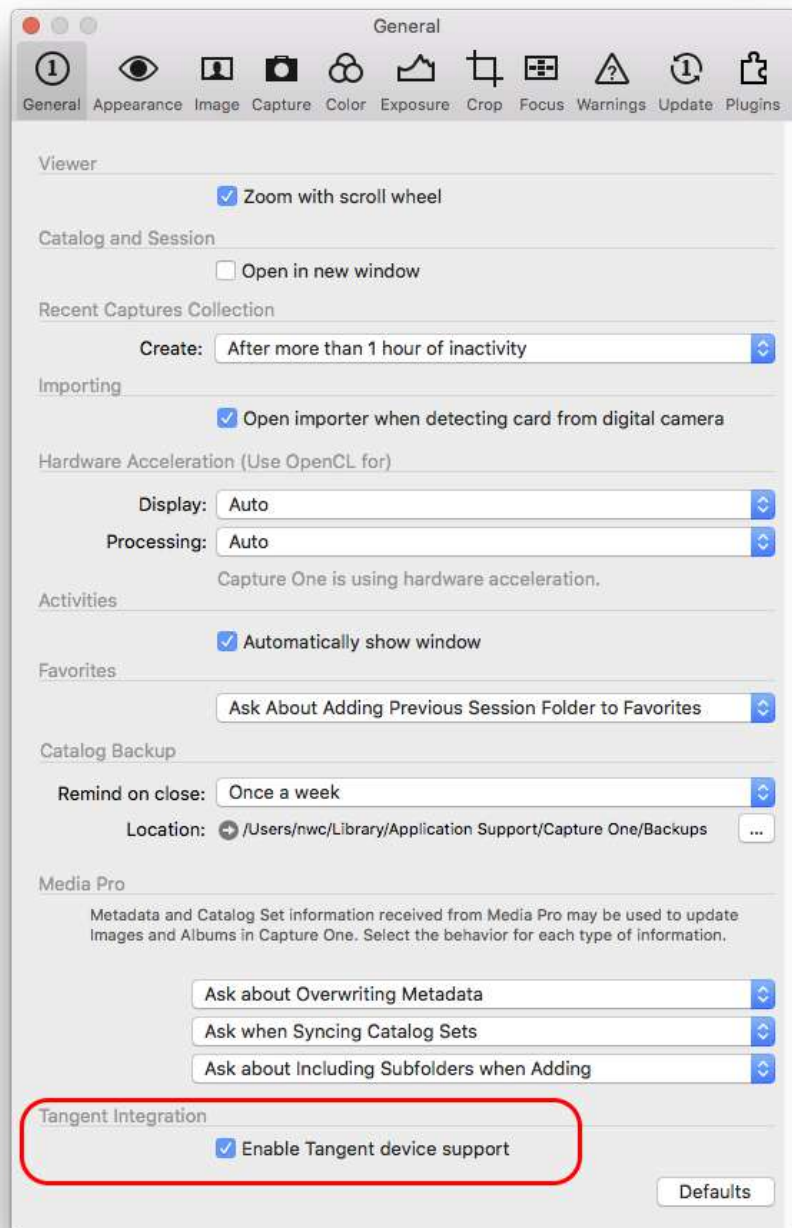 General
General Appearance Image Capture Color Exposure Crop Focus Warnings Update Plugins
Viewer
Zoom with scroll wheel
Catalog and Session
Open in new window
Recent Captures Collection
Create: After more than 1 hour of inactivity
Importing
Open importer when detecting card from digital camera
Hardware Acceleration (Use OpenCL for)
Display: Auto
Processing: Auto
Capture One is using hardware acceleration.
Activities
Automatically show window
Favorites
Ask About Adding Previous Session Folder to Favorites
Catalog Backup
Remind on close: Once a week
Location: /Users/nwc/Library/Application Support/Capture One/Backups ...
Media Pro
Metadata and Catalog Set information received from Media Pro may be used to update
Images and Albums in Capture One. Select the behavior for each type of information.
Ask about Overwriting Metadata
Ask when Syncing Catalog Sets
Ask about Including Subfolders when Adding
Tangent Integration
Enable Tangent device support
Defaults